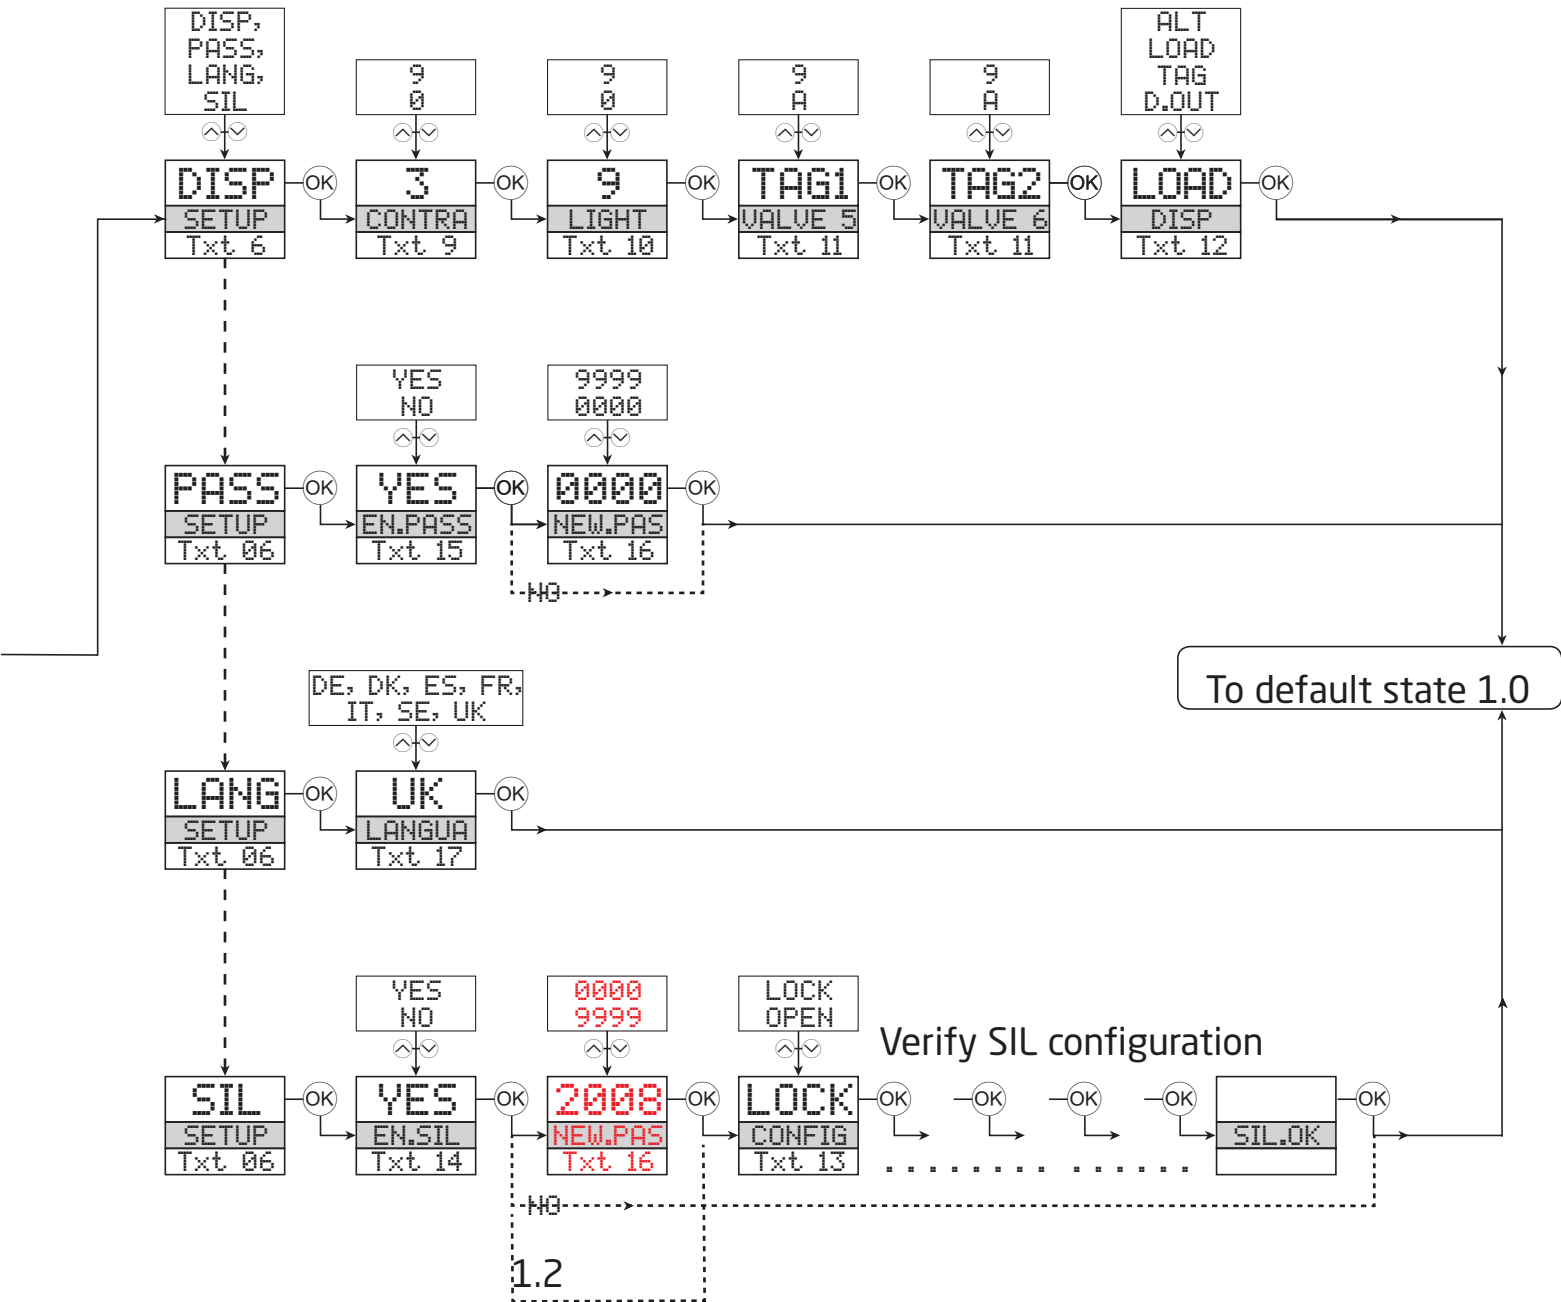 DISP,
PASS,
LANG,
SIL
9
0
9
0
9
A
9
A
ALT
LOAD
TAG
D.OUT
DISP
SETUP
Txt 6
OK
3
CONTRA
Txt 9
OK
9
LIGHT
Txt 10
OK
TAG1
VALVE 5
Txt 11
OK
TAG2
VALVE 6
Txt 11
OK
LOAD
DISP
Txt 12
OK
YES
NO
9999
0000
PASS
SETUP
Txt 06
OK
YES
EN.PASS
Txt 15
OK
0000
NEW.PAS
Txt 16
OK
NO
To default state 1.0
DE, DK, ES, FR,
IT, SE, UK
LANG
SETUP
Txt 06
OK
UK
LANGUA
Txt 17
OK
YES
NO
0000
9999
LOCK
OPEN
Verify SIL configuration
SIL
SETUP
Txt 06
OK
YES
EN.SIL
Txt 14
OK
2008
NEW.PAS
Txt 16
OK
LOCK
CONFIG
Txt 13
OK
OK
OK
OK
SIL.OK
OK
NO
1.2